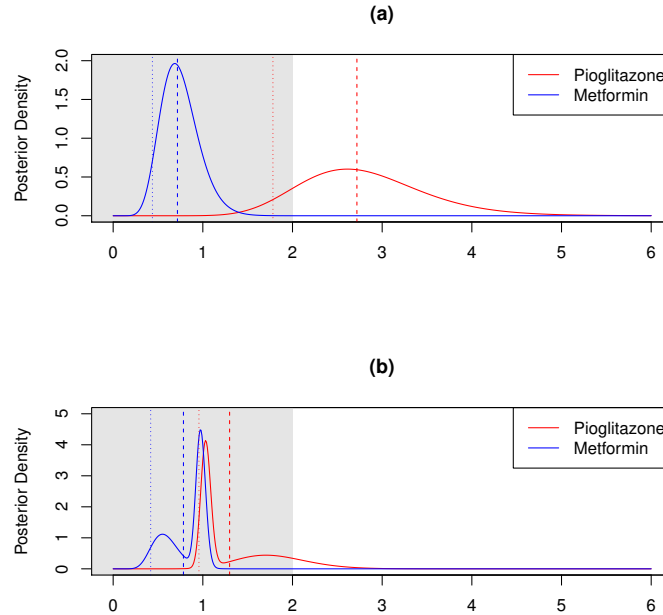 (a)
Posterior Density
0.0 0.5 1.0 1.5 2.0
Pioglitazone
Metformin
0 1 2 3 4 5 6
(b)
Posterior Density
0 1 2 3 4 5
Pioglitazone
Metformin
0 1 2 3 4 5 6